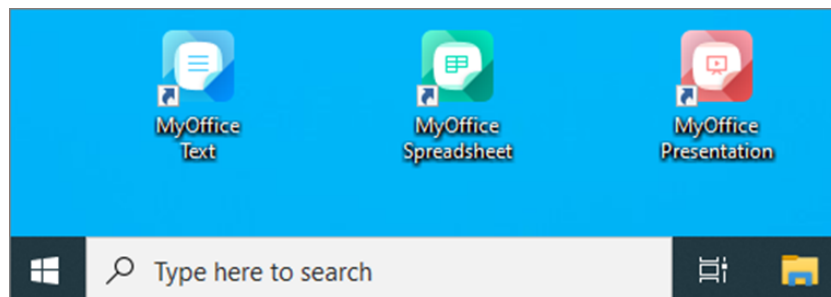 MyOffice
Text
MyOffice
Spreadsheet
MyOffice
Presentation
Type here to search